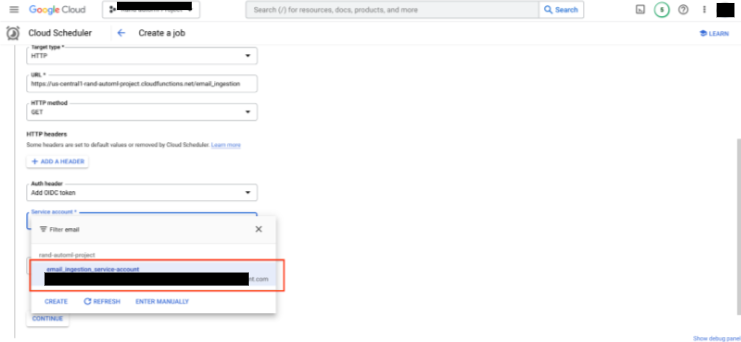 Google Cloud
Search (/) for resources, docs, products, and more
Search
5
Cloud Scheduler
Create a job
LEARN
Target type *
HTTP
URL *
https://us-central1-rand-automl-project.cloudfunctions.net/email_ingestion
HTTP method
GET
HTTP headers
Some headers are set to default values or removed by Cloud Scheduler. Learn more
ADD A HEADER
Auth header
Add OIDC token
Service account *
Filter email
rand-automl-project
email_ingestion_service-account
nt.com
CREATE
REFRESH
ENTER MANUALLY
CONTINUE
Show debug panel